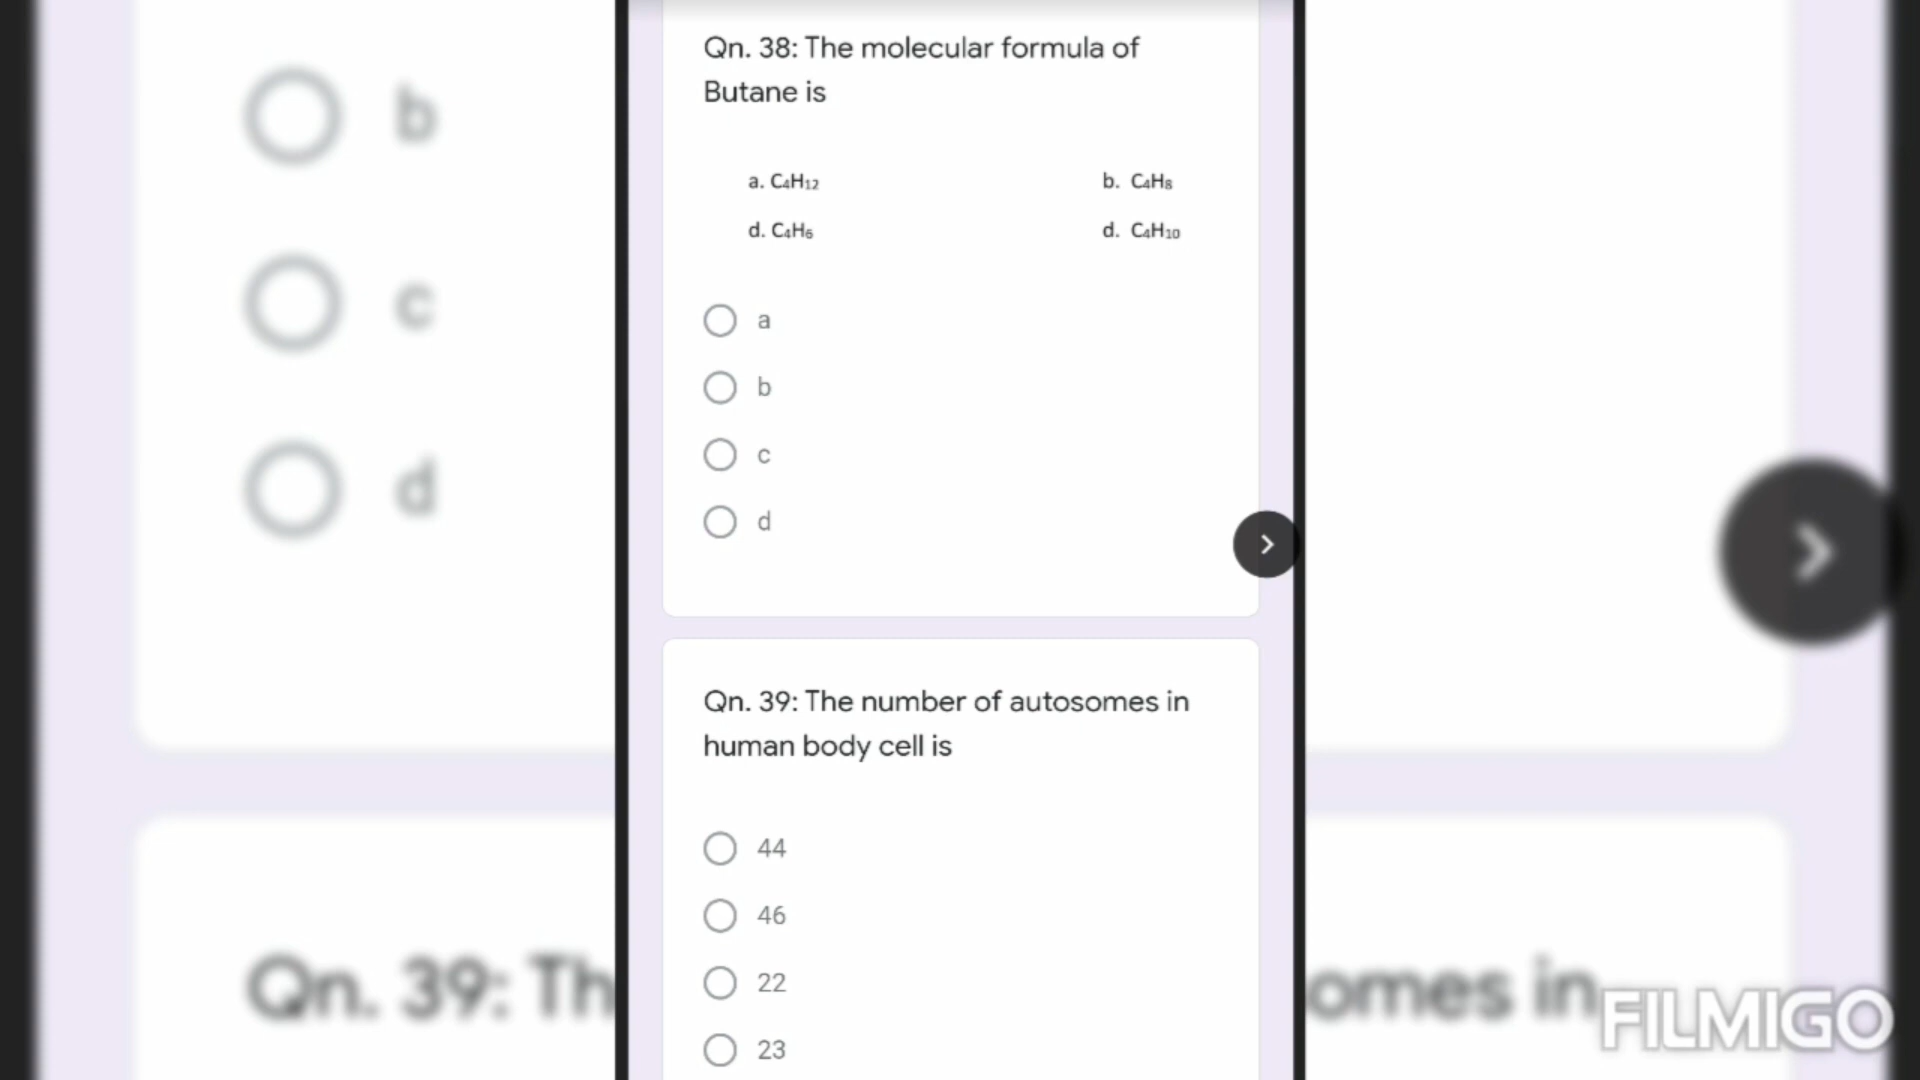 Qn. 38: The molecular formula of
Butane is
a. C₄H₁₂ b. C₄H₈
d. C₄H₆ d. C₄H₁₀
a
b
c
d
Qn. 39: The number of autosomes in
human body cell is
44
46
22
23
b
c
d
Qn. 39: Th
omes in
FILMIGO